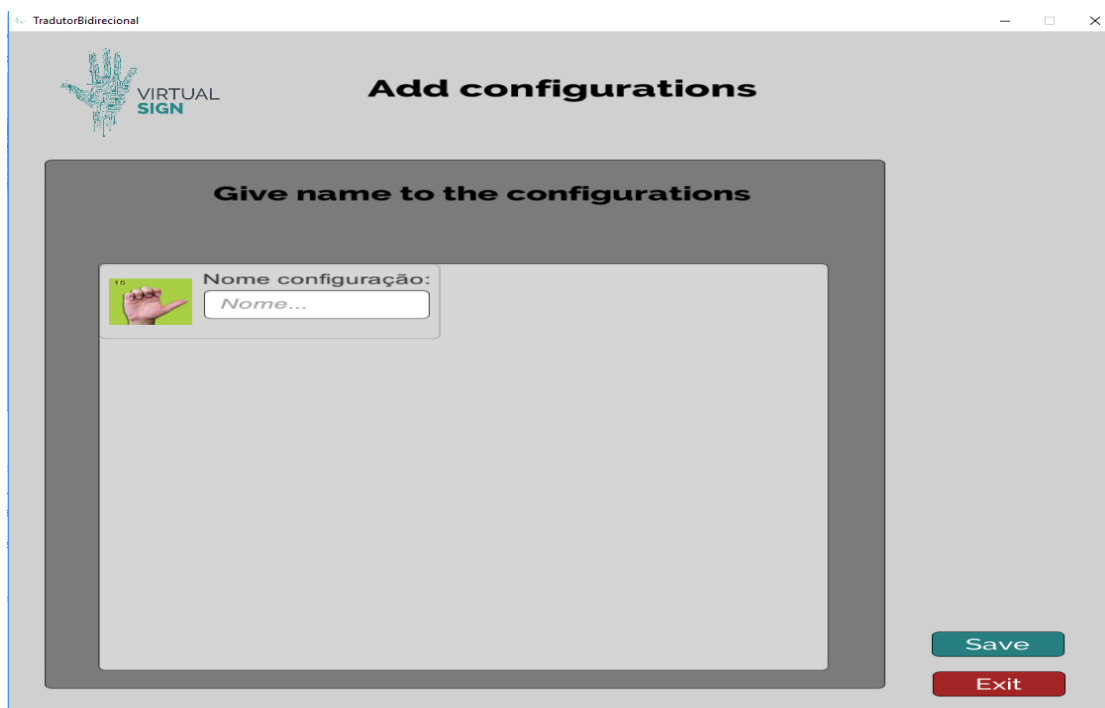 TradutorBidirecional
VIRTUAL
SIGN
Add configurations
Give name to the configurations
15
Nome configuração:
Nome...
Save
Exit